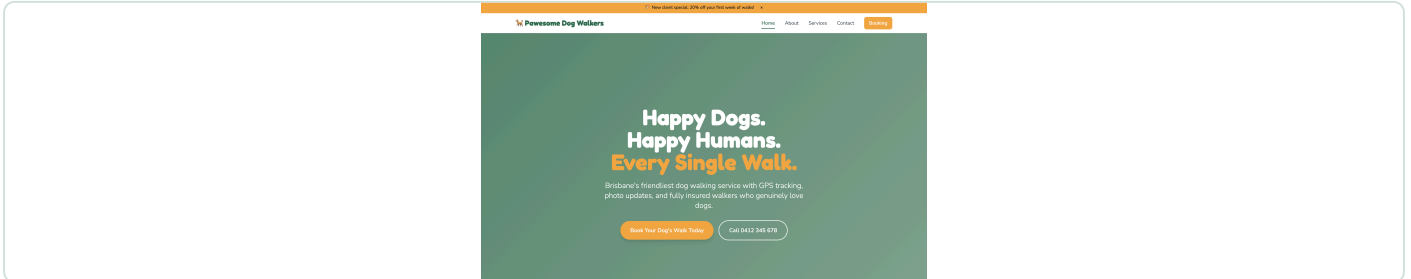 New client special: 20% off your first week of walks!
Pawesome Dog Walkers
Home About Services Contact Booking
Happy Dogs.
Happy Humans.
Every Single Walk.
Brisbane's friendliest dog walking service with GPS tracking,
photo updates, and fully insured walkers who genuinely love
dogs.
Book Your Dog's Walk Today Call 0412 345 678